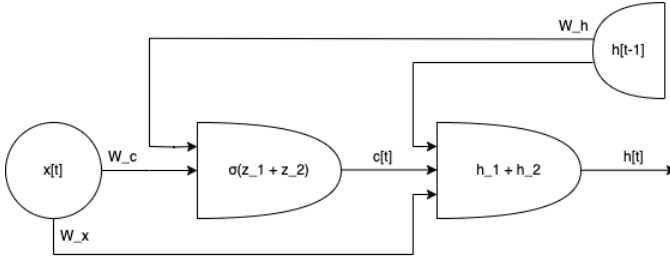 W_h
h[t-1]
x[t]
W_c
σ(z_1 + z_2)
c[t]
h_1 + h_2
h[t]
W_x